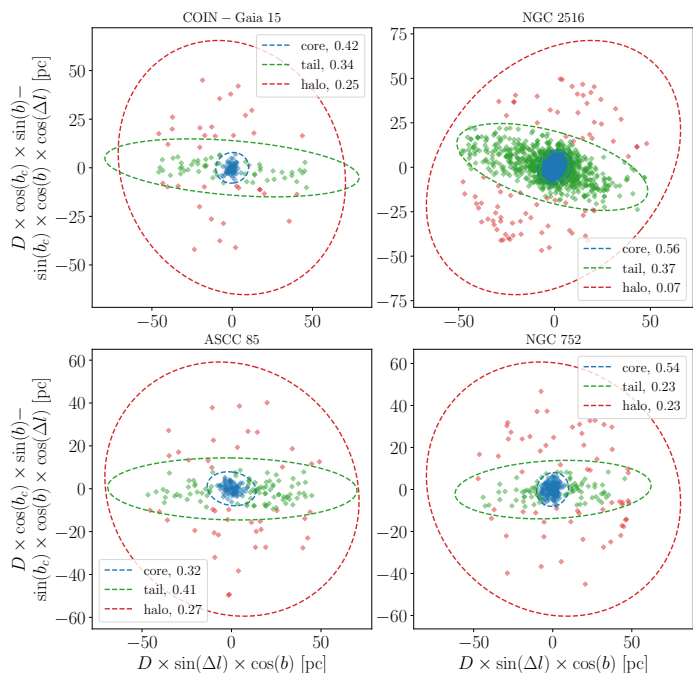 COIN − Gaia 15
NGC 2516
core, 0.42
tail, 0.34
halo, 0.25
core, 0.56
tail, 0.37
halo, 0.07
D × cos(b_c) × sin(b)−
sin(b_c) × cos(b) × cos(Δl) [pc]
50
25
0
−25
−50
75
50
25
0
−25
−50
−75
−50
0
50
−50
0
50
ASCC 85
NGC 752
core, 0.32
tail, 0.41
halo, 0.27
core, 0.54
tail, 0.23
halo, 0.23
D × cos(b_c) × sin(b)−
sin(b_c) × cos(b) × cos(Δl) [pc]
60
40
20
0
−20
−40
−60
60
40
20
0
−20
−40
−60
−50
0
50
−50
0
50
D × sin(Δl) × cos(b) [pc]
D × sin(Δl) × cos(b) [pc]